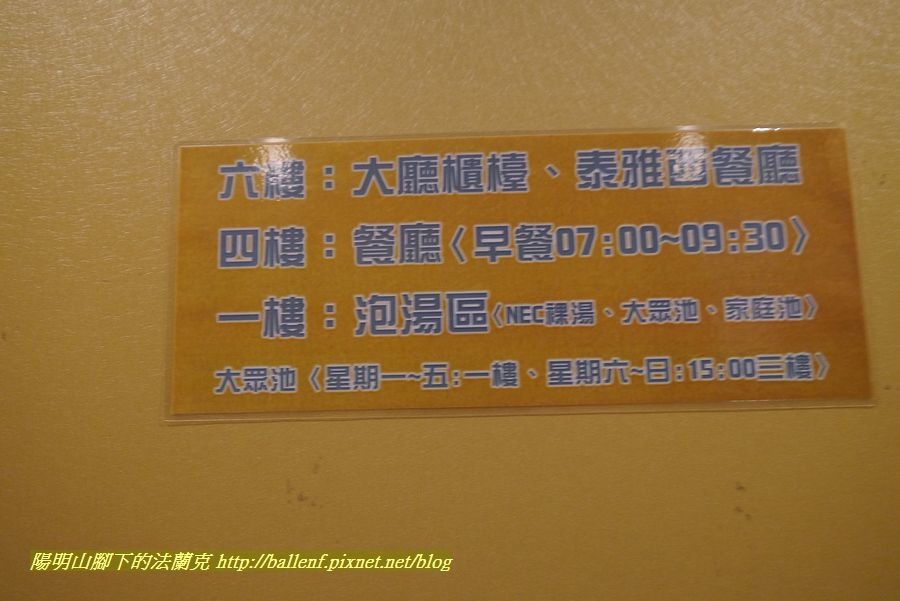 六樓：大廳櫃檯、泰雅西餐廳
四樓：餐廳〈早餐07:00~09:30〉
一樓：泡湯區〈NEC裸湯、大眾池、家庭池〉
大眾池〈星期一~五:一樓、星期六~日:15:00三樓〉
陽明山腳下的法蘭克 http://ballenf.pixnet.net/blog